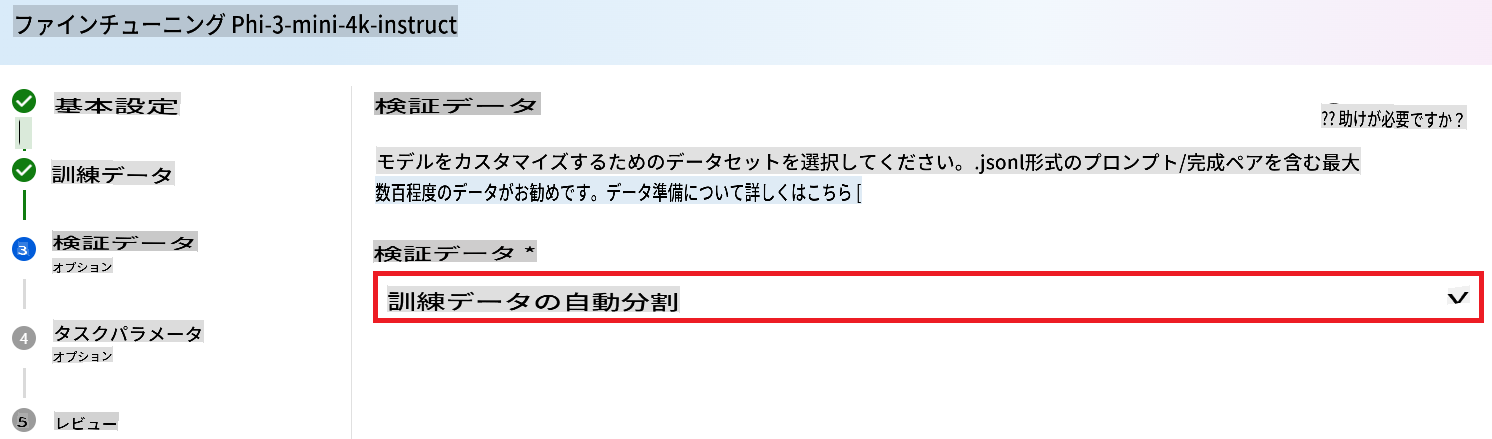 ファインチューニング Phi-3-mini-4k-instruct
基本設定
訓練データ
3
検証データ
オプション
4
タスクパラメータ
オプション
5
レビュー
検証データ
?? 助けが必要ですか？
モデルをカスタマイズするためのデータセットを選択してください。.jsonl形式のプロンプト/完成ペアを含む最大
数百程度のデータがお勧めです。データ準備について詳しくはこちら [
検証データ *
訓練データの自動分割